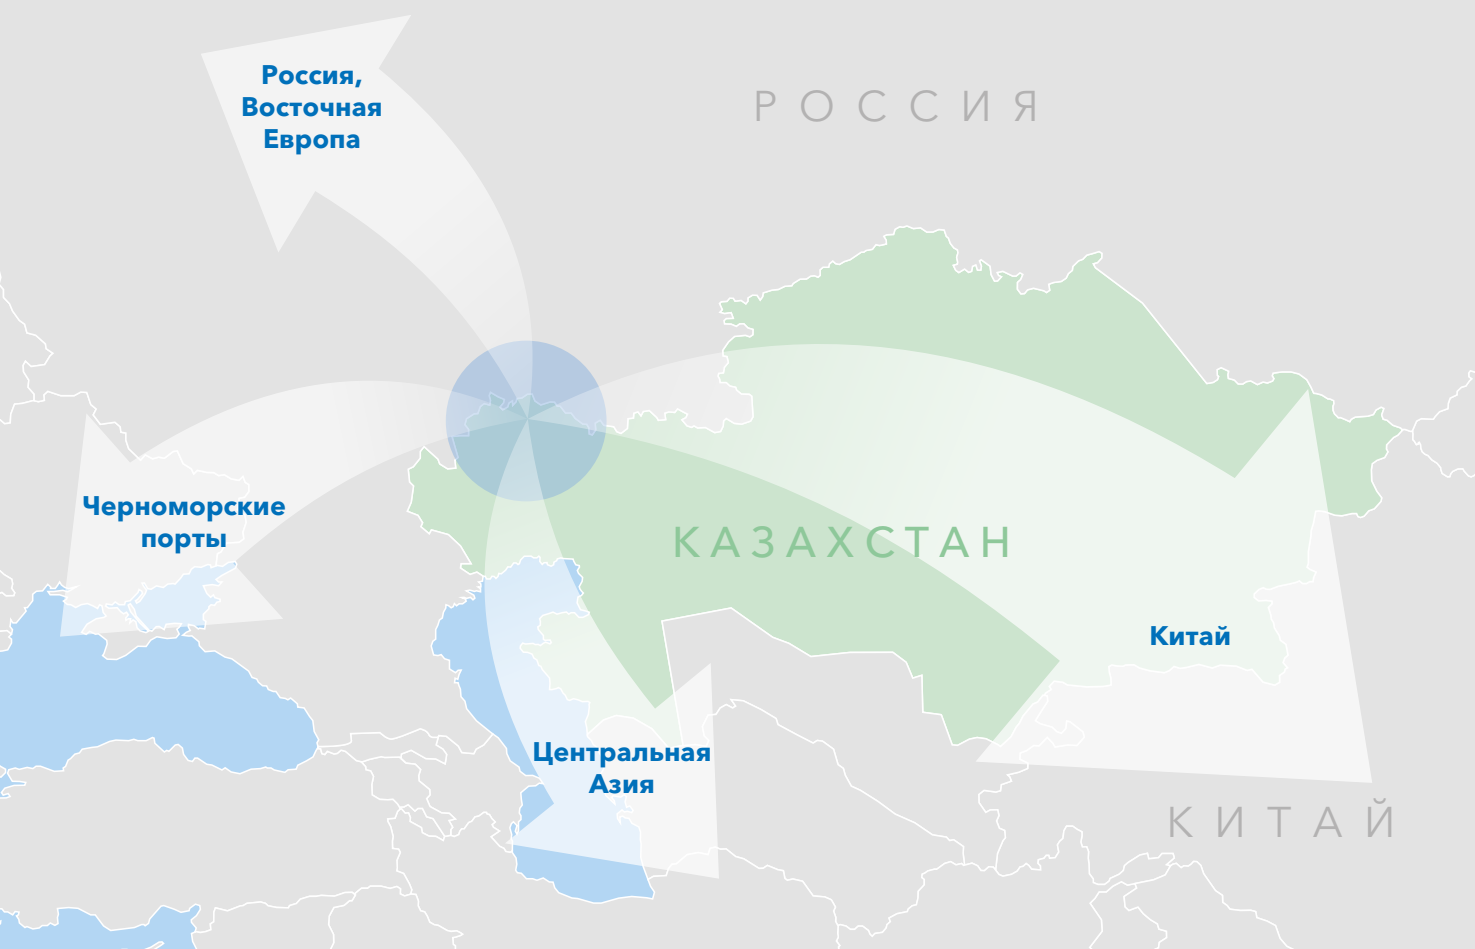 Россия,
Восточная
Европа
РОССИЯ
Черноморские
порты
КАЗАХСТАН
Китай
Центральная
Азия
КИТАЙ